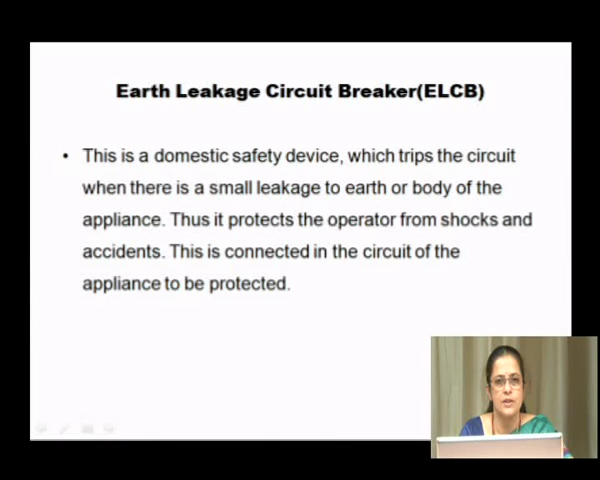 Earth Leakage Circuit Breaker(ELCB)
• This is a domestic safety device, which trips the circuit
when there is a small leakage to earth or body of the
appliance. Thus it protects the operator from shocks and
accidents. This is connected in the circuit of the
appliance to be protected.